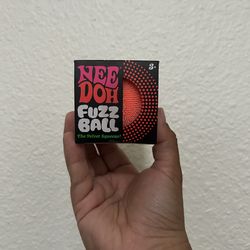 NEE
DOH
FUZZ
BALL
The Velvet Squeeze!
3+